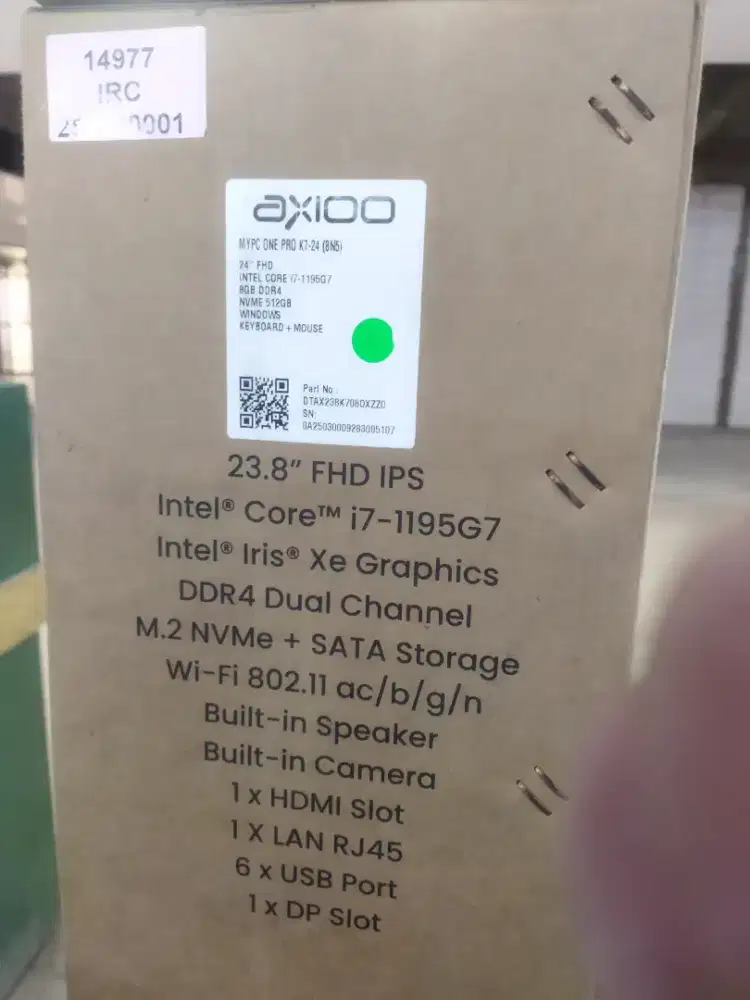 14977
IRC
axioo
MYPC ONE PRO K7-24 (8N5)
24" FHD
INTEL CORE i7-1195G7
8GB DDR4
NVME 512GB
WINDOWS
KEYBOARD + MOUSE
Part No :
SN:
23.8" FHD IPS
Intel® Core™ i7-1195G7
Intel® Iris® Xe Graphics
DDR4 Dual Channel
M.2 NVMe + SATA Storage
Wi-Fi 802.11 ac/b/g/n
Built-in Speaker
Built-in Camera
1 x HDMI Slot
1 X LAN RJ45
6 x USB Port
1 x DP Slot